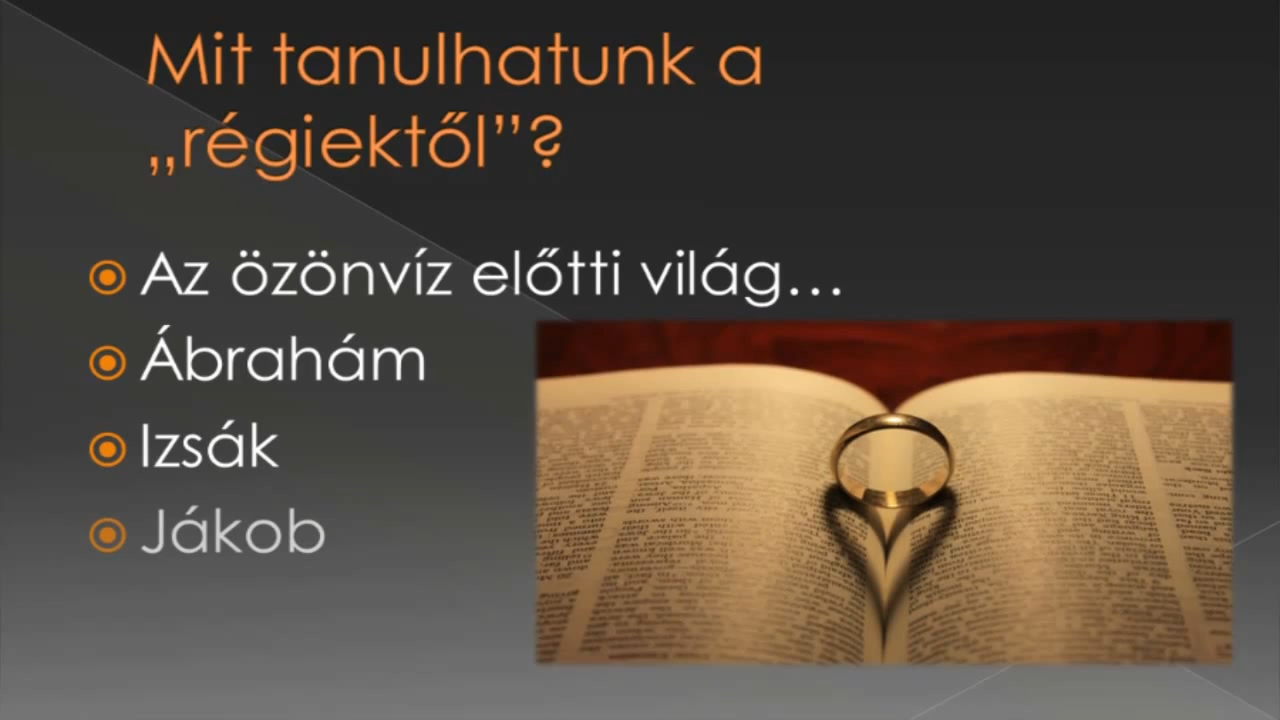 Mit tanulhatunk a
„régiektől”?
Az özönvíz előtti világ…
Ábrahám
Izsák
Jákob